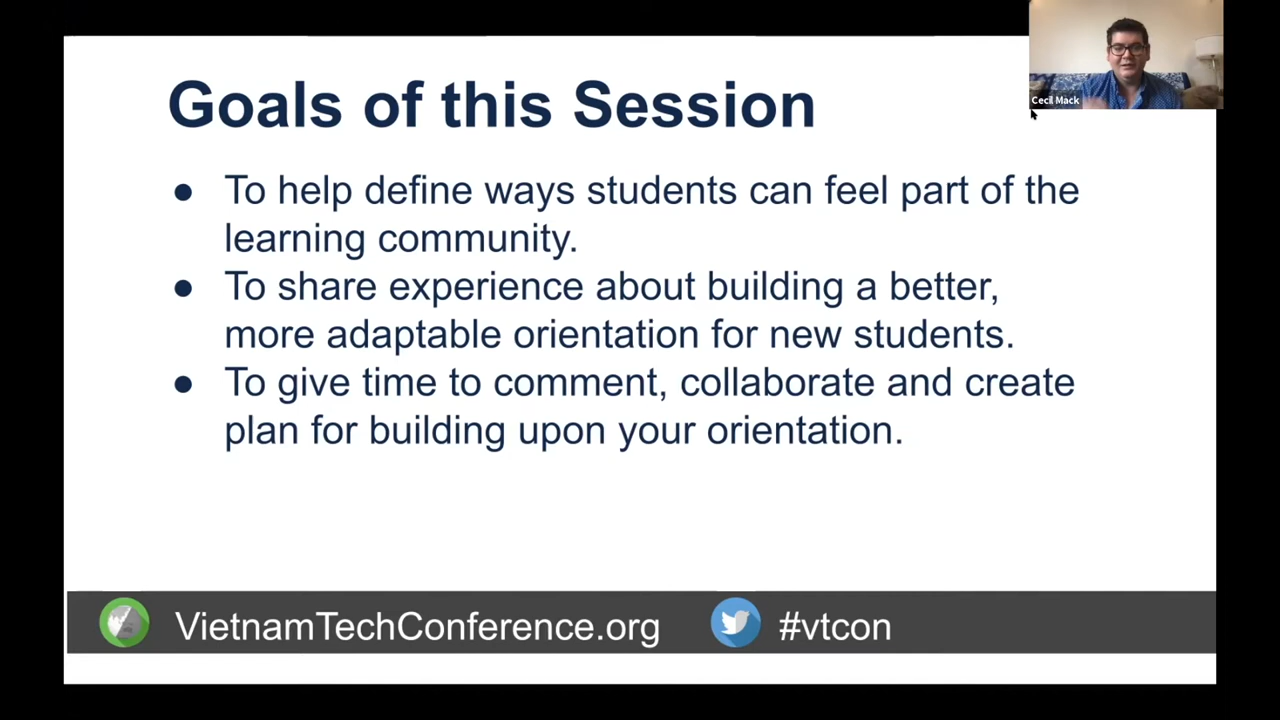 Goals of this Session
Cecil Mack
● To help define ways students can feel part of the
learning community.
● To share experience about building a better,
more adaptable orientation for new students.
● To give time to comment, collaborate and create
plan for building upon your orientation.
VietnamTechConference.org
#vtcon